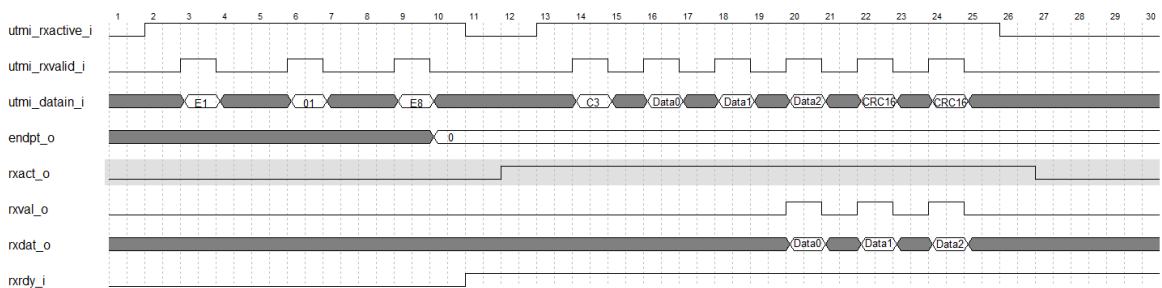 1 2 3 4 5 6 7 8 9 10 11 12 13 14 15 16 17 18 19 20 21 22 23 24 25 26 27 28 29 30
utmi_rxactive_i
utmi_rxvalid_i
utmi_datain_i E1 01 E8 C3 Data0 Data1 Data2 CRC16 CRC16
endpt_o 0
rxact_o
rxval_o
rxdat_o Data0 Data1 Data2
rxrdy_i